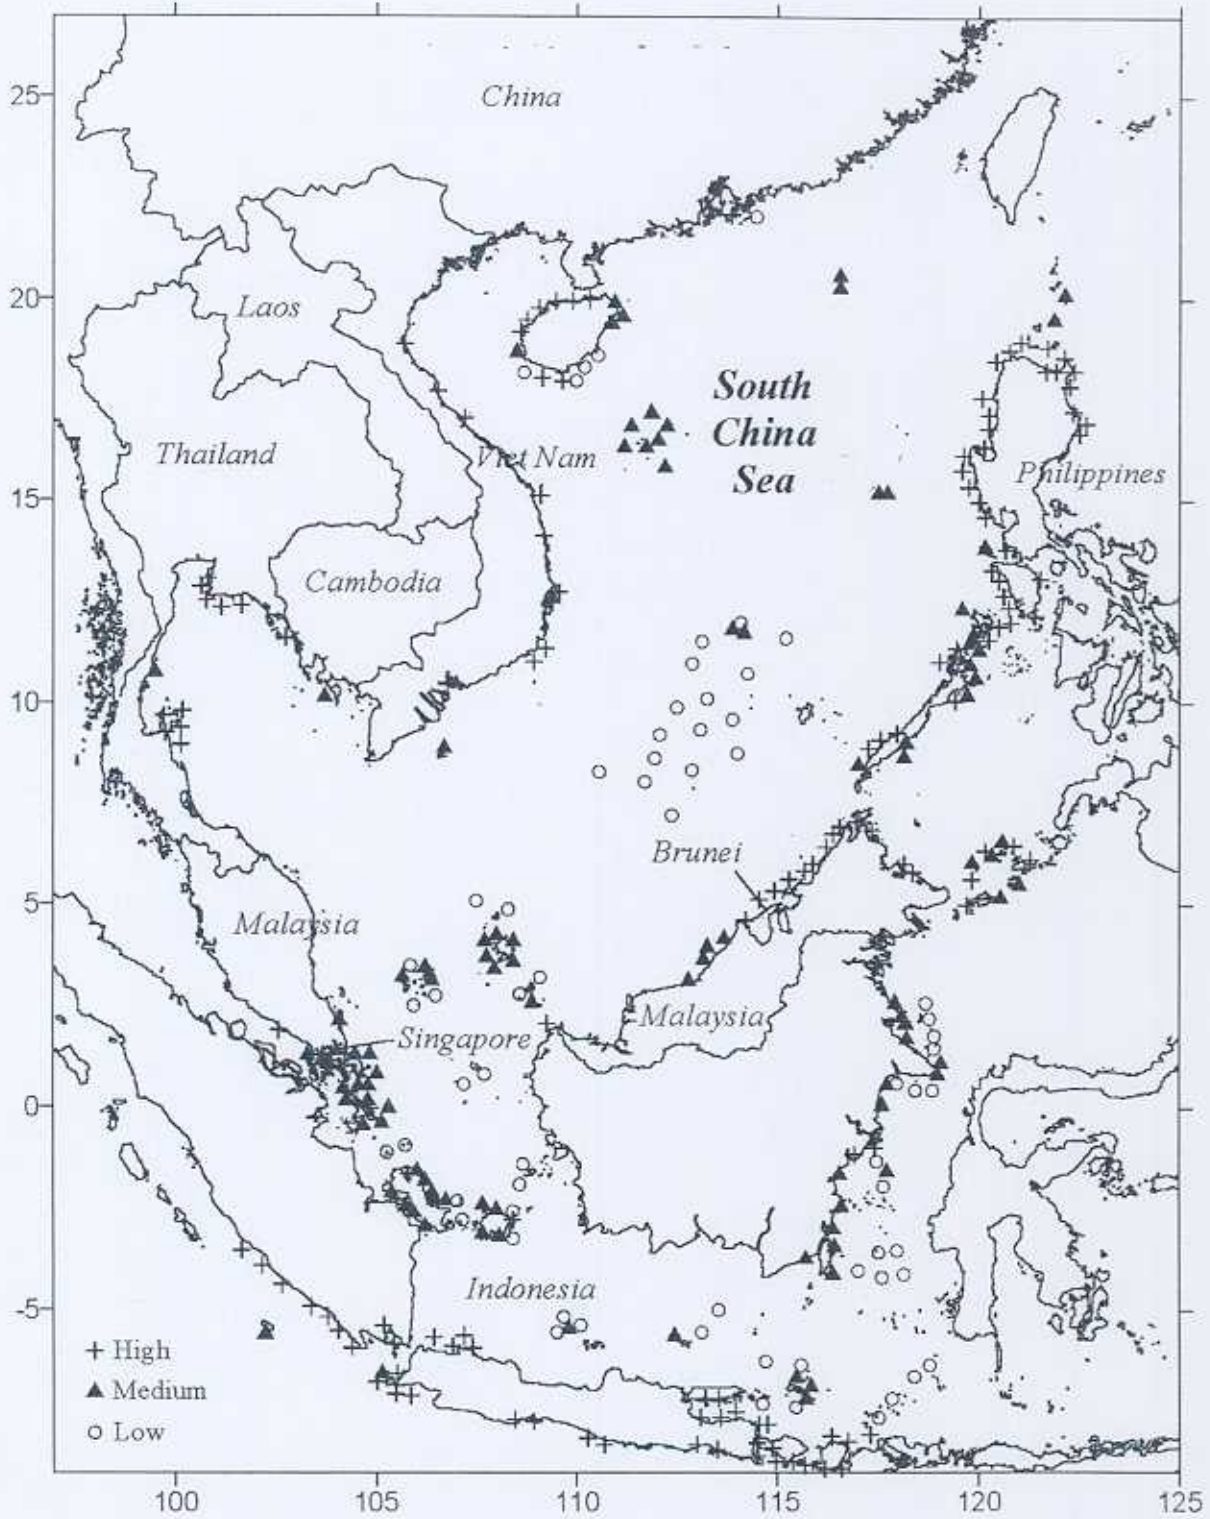 25
China
20
Laos
South
China
Sea
Thailand
Viet Nam
Philippines
15
Cambodia
10
Brunei
5
Malaysia
Malaysia
Singapore
0
Indonesia
-5
High
Medium
Low
100
105
110
115
120
125